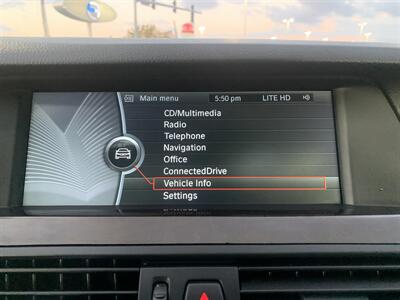 Main menu 5:50 pm LITE HD
CD/Multimedia
Radio
Telephone
Navigation
Office
ConnectedDrive
Vehicle Info
Settings